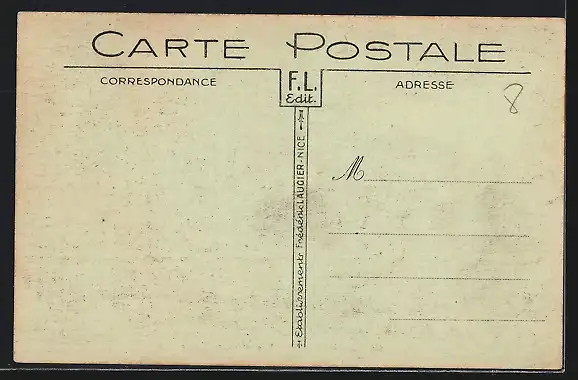 CARTE POSTALE
CORRESPONDANCE
F.L.
Edit.
ADRESSE
8
M
Etablissements Frédéric LAUGIER-NICE